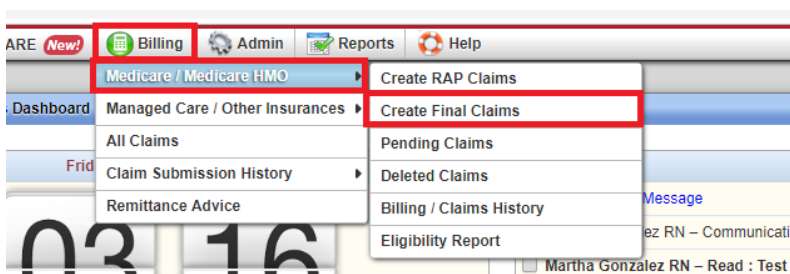 ARE New! Billing Admin Reports Help
Medicare / Medicare HMO
Create RAP Claims
Dashboard
Managed Care / Other Insurances
Create Final Claims
All Claims
Pending Claims
Frid
Claim Submission History
Deleted Claims
Remittance Advice
Billing / Claims History
Message
Eligibility Report
ez RN – Communicati
03 16
Martha Gonzalez RN – Read : Test